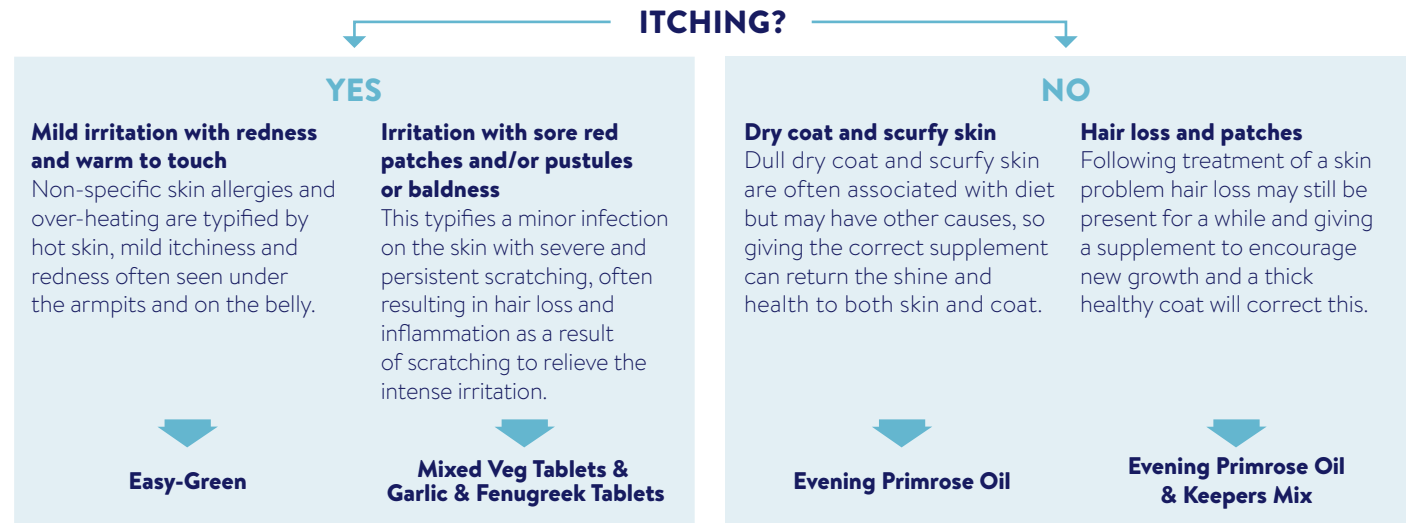 ITCHING?
YES
Mild irritation with redness
and warm to touch
Non-specific skin allergies and
over-heating are typified by
hot skin, mild itchiness and
redness often seen under
the armpits and on the belly.
Easy-Green
Irritation with sore red
patches and/or pustules
or baldness
This typifies a minor infection
on the skin with severe and
persistent scratching, often
resulting in hair loss and
inflammation as a result
of scratching to relieve the
intense irritation.
Mixed Veg Tablets &
Garlic & Fenugreek Tablets
NO
Dry coat and scurfy skin
Dull dry coat and scurfy skin
are often associated with diet
but may have other causes, so
giving the correct supplement
can return the shine and
health to both skin and coat.
Evening Primrose Oil
Hair loss and patches
Following treatment of a skin
problem hair loss may still be
present for a while and giving
a supplement to encourage
new growth and a thick
healthy coat will correct this.
Evening Primrose Oil
& Keepers Mix